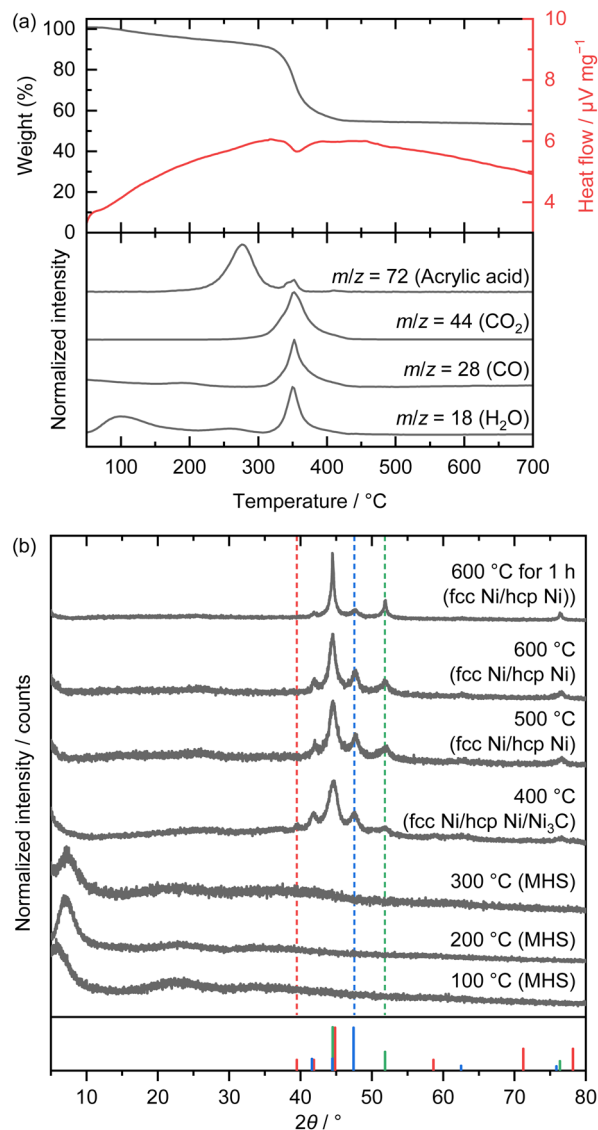 (a)
100
80
60
40
20
0
Weight (%)
10
8
6
4
Heat flow / μV mg⁻¹
Normalized intensity
m/z = 72 (Acrylic acid)
m/z = 44 (CO₂)
m/z = 28 (CO)
m/z = 18 (H₂O)
100 200 300 400 500 600 700
Temperature / °C
(b)
Normalized intensity / counts
600 °C for 1 h
(fcc Ni/hcp Ni))
600 °C
(fcc Ni/hcp Ni)
500 °C
(fcc Ni/hcp Ni)
400 °C
(fcc Ni/hcp Ni/Ni₃C)
300 °C (MHS)
200 °C (MHS)
100 °C (MHS)
10 20 30 40 50 60 70 80
2θ / °